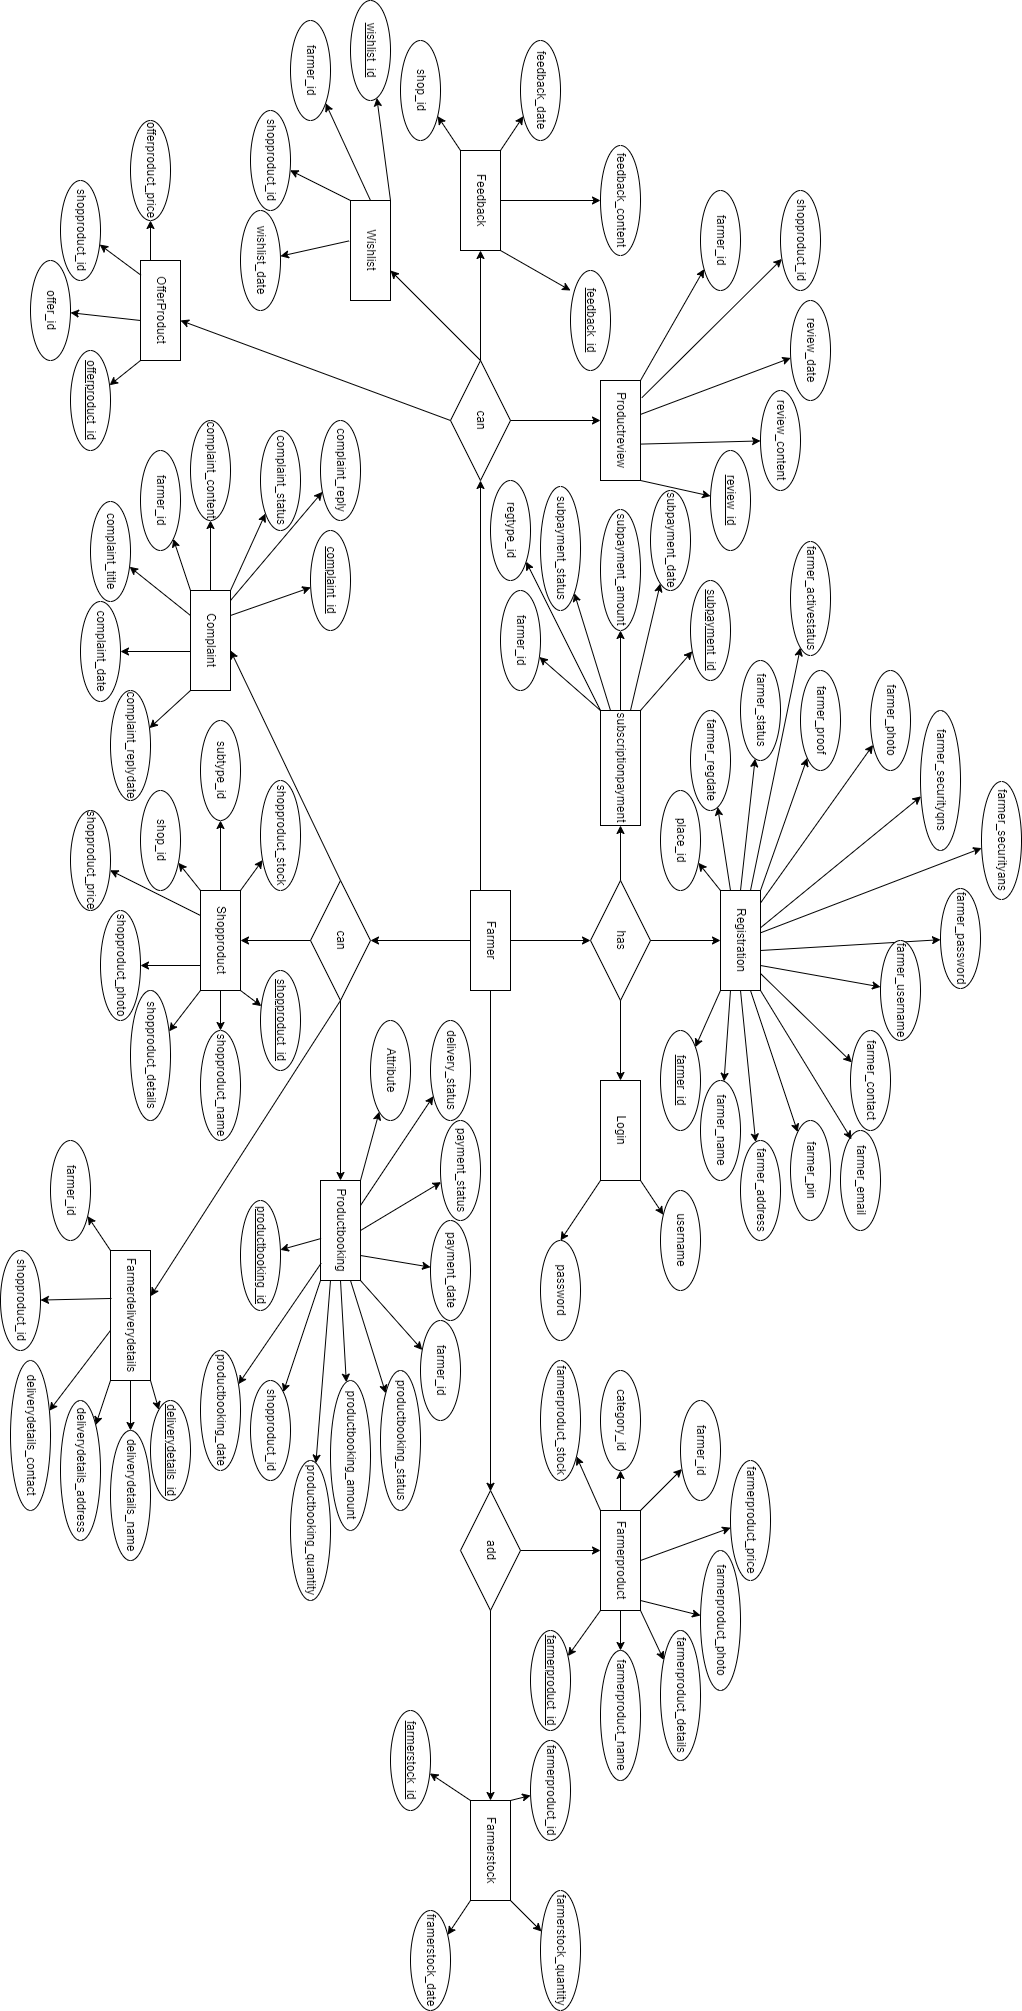 wishlist_id
farmer_id
shopproduct_id
wishlist_date
Wishlist
shop_id
feedback_date
feedback_content
feedback_id
Feedback
offerproduct_price
shopproduct_id
offer_id
offerproduct_id
OfferProduct
farmer_id
shopproduct_id
review_date
review_content
review_id
Productreview
can
complaint_content
complaint_status
complaint_reply
complaint_id
farmer_id
complaint_title
complaint_date
complaint_replydate
Complaint
regtype_id
subpayment_status
subpayment_amount
subpayment_date
subpayment_id
farmer_id
subscriptionpayment
farmer_activestatus
farmer_status
farmer_proof
farmer_photo
farmer_securityqns
farmer_securityans
farmer_regdate
place_id
farmer_password
farmer_username
farmer_contact
farmer_email
farmer_pin
farmer_address
farmer_name
farmer_id
Registration
has
Farmer
can
subtype_id
shopproduct_stock
shop_id
shopproduct_price
shopproduct_photo
shopproduct_details
shopproduct_name
shopproduct_id
Shopproduct
Login
username
password
Attribute
delivery_status
payment_status
payment_date
farmer_id
productbooking_status
productbooking_amount
productbooking_quantity
shopproduct_id
productbooking_date
productbooking_id
Productbooking
farmer_id
shopproduct_id
deliverydetails_contact
deliverydetails_address
deliverydetails_name
deliverydetails_id
Farmerdeliverydetails
add
farmerproduct_stock
category_id
farmer_id
farmerproduct_price
farmerproduct_photo
farmerproduct_details
farmerproduct_name
farmerproduct_id
Farmerproduct
farmerstock_id
farmerproduct_id
farmerstock_quantity
framerstock_date
Farmerstock